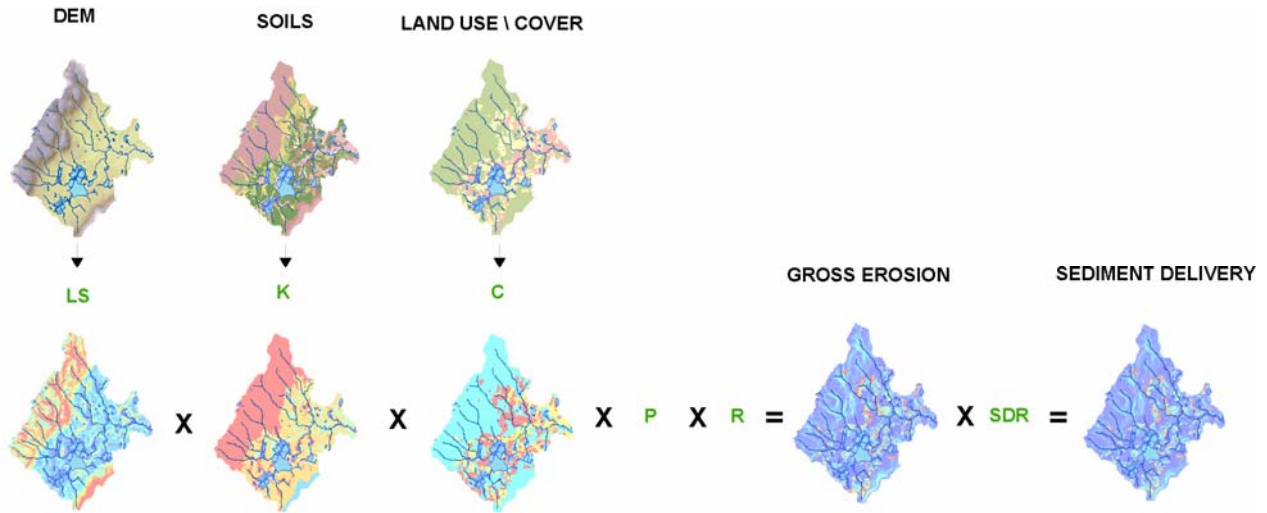 DEM
SOILS
LAND USE \ COVER
LS
K
C
GROSS EROSION
SEDIMENT DELIVERY
X X X P X R = X SDR =